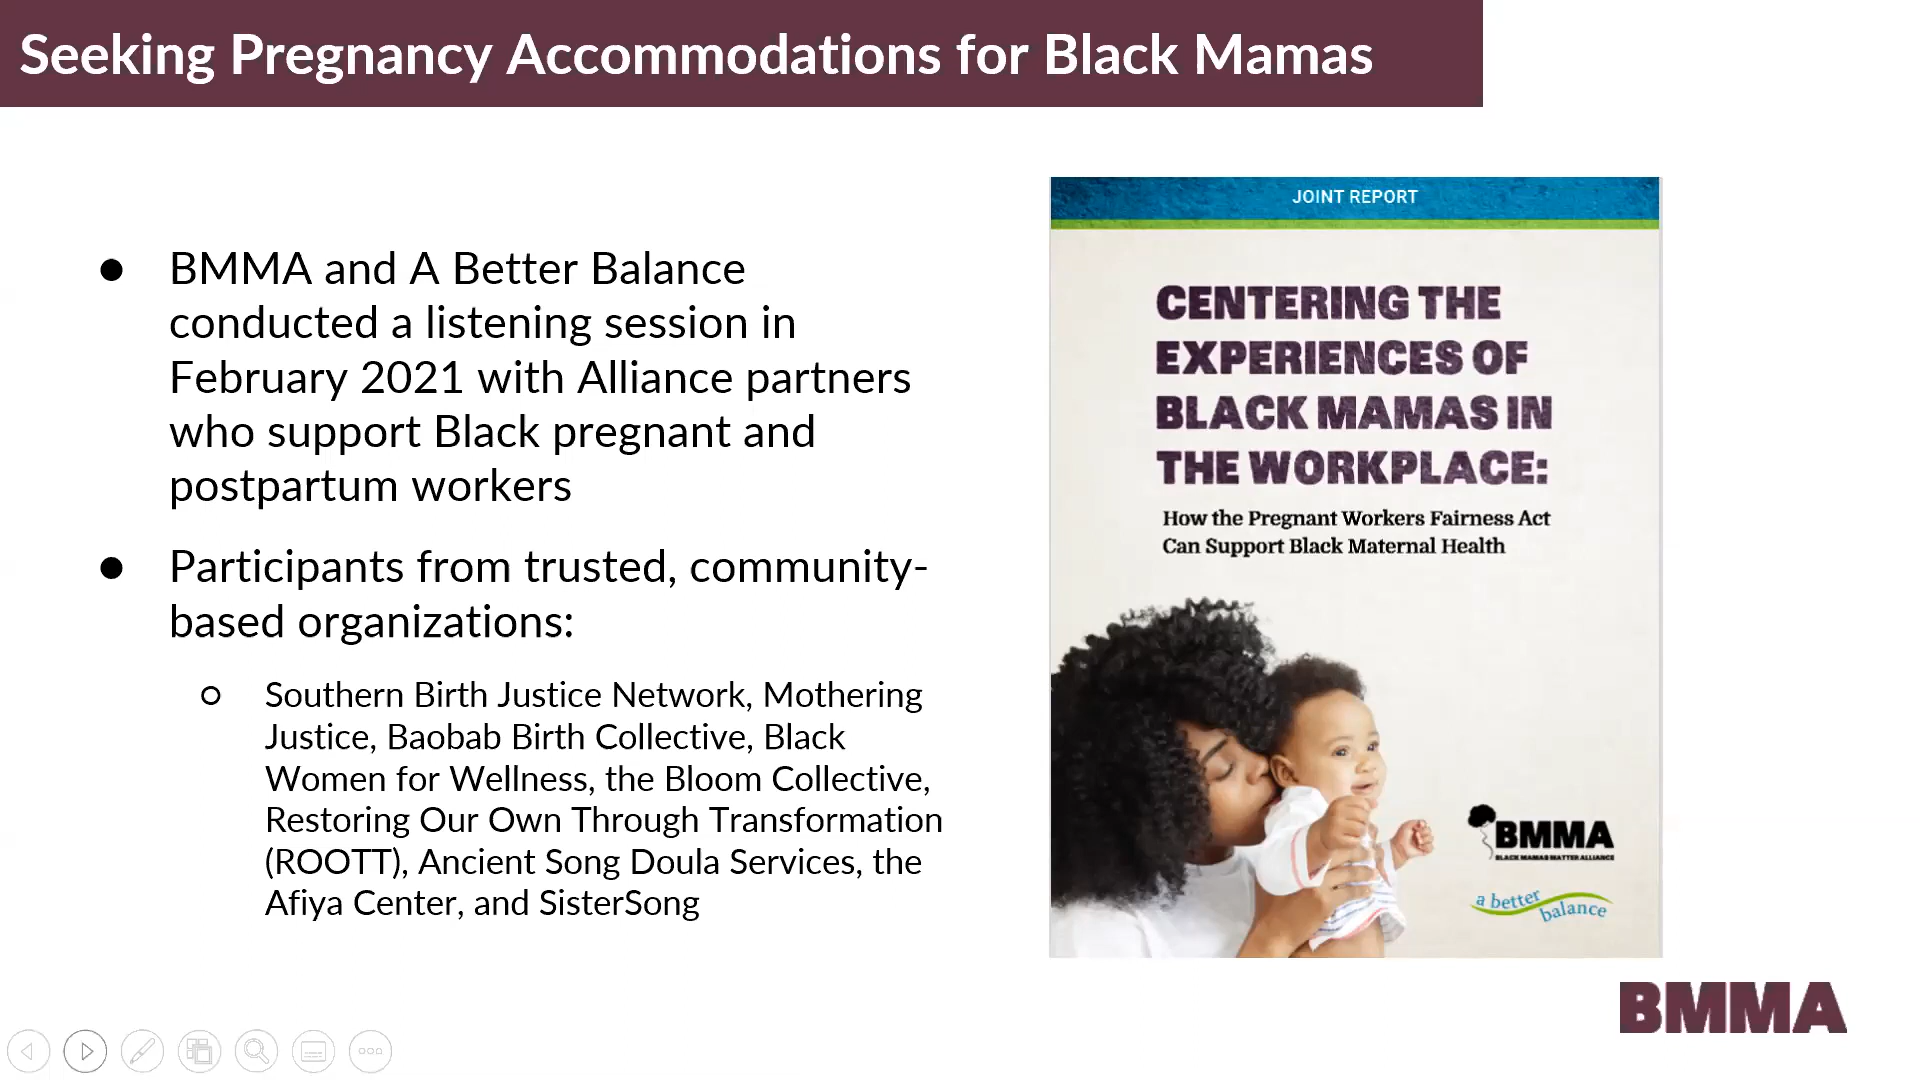 Seeking Pregnancy Accommodations for Black Mamas
● BMMA and A Better Balance
conducted a listening session in
February 2021 with Alliance partners
who support Black pregnant and
postpartum workers
● Participants from trusted, community-
based organizations:
○ Southern Birth Justice Network, Mothering
Justice, Baobab Birth Collective, Black
Women for Wellness, the Bloom Collective,
Restoring Our Own Through Transformation
(ROOTT), Ancient Song Doula Services, the
Afiya Center, and SisterSong
JOINT REPORT
CENTERING THE
EXPERIENCES OF
BLACK MAMAS IN
THE WORKPLACE:
How the Pregnant Workers Fairness Act
Can Support Black Maternal Health
BMMA
BLACK MAMAS MATTER ALLIANCE
a better
balance
BMMA